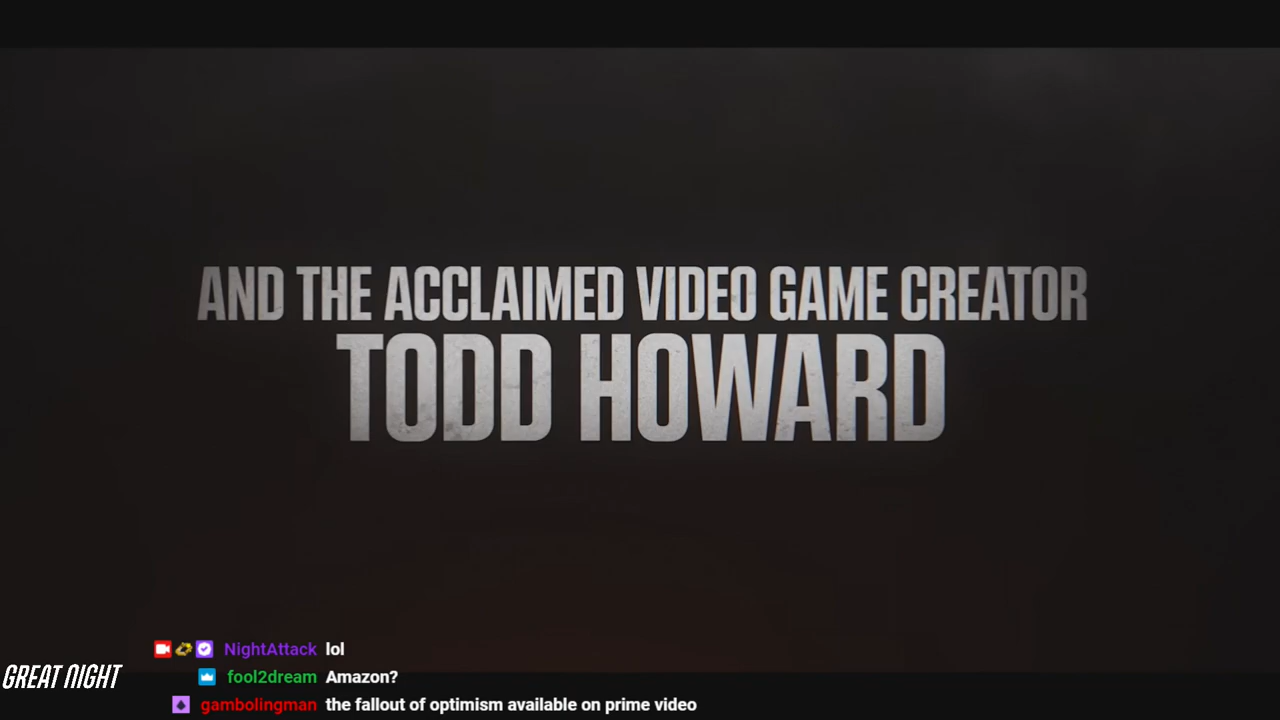 AND THE ACCLAIMED VIDEO GAME CREATOR
TODD HOWARD
NightAttack lol
fool2dream Amazon?
GREAT NIGHT
gambolingman the fallout of optimism available on prime video